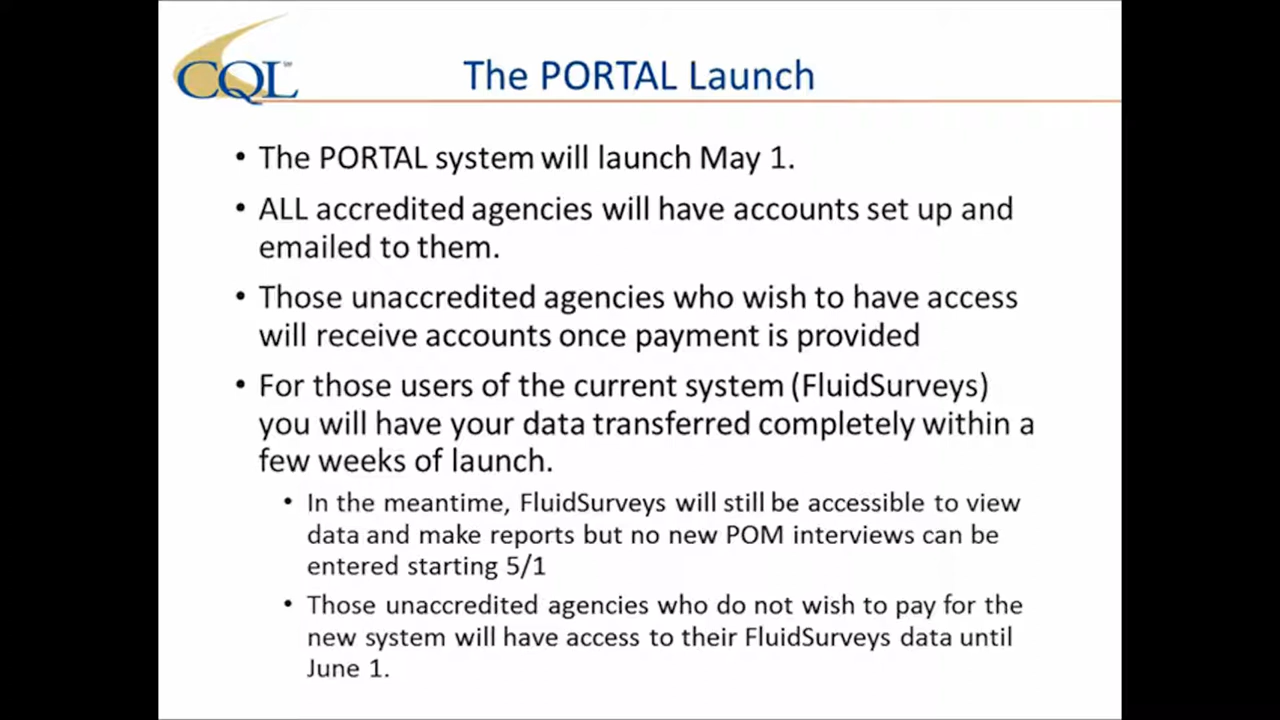 CQL
The PORTAL Launch
• The PORTAL system will launch May 1.
• ALL accredited agencies will have accounts set up and
emailed to them.
• Those unaccredited agencies who wish to have access
will receive accounts once payment is provided
• For those users of the current system (FluidSurveys)
you will have your data transferred completely within a
few weeks of launch.
• In the meantime, FluidSurveys will still be accessible to view
data and make reports but no new POM interviews can be
entered starting 5/1
• Those unaccredited agencies who do not wish to pay for the
new system will have access to their FluidSurveys data until
June 1.